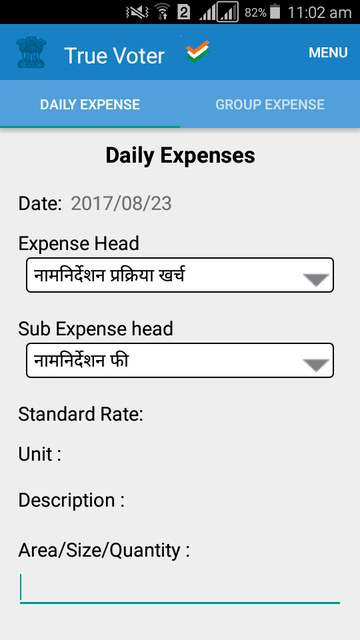 2 82% 11:02 am
True Voter MENU
DAILY EXPENSE GROUP EXPENSE
Daily Expenses
Date: 2017/08/23
Expense Head
नामनिर्देशन प्रक्रिया खर्च
Sub Expense head
नामनिर्देशन फी
Standard Rate:
Unit :
Description :
Area/Size/Quantity :